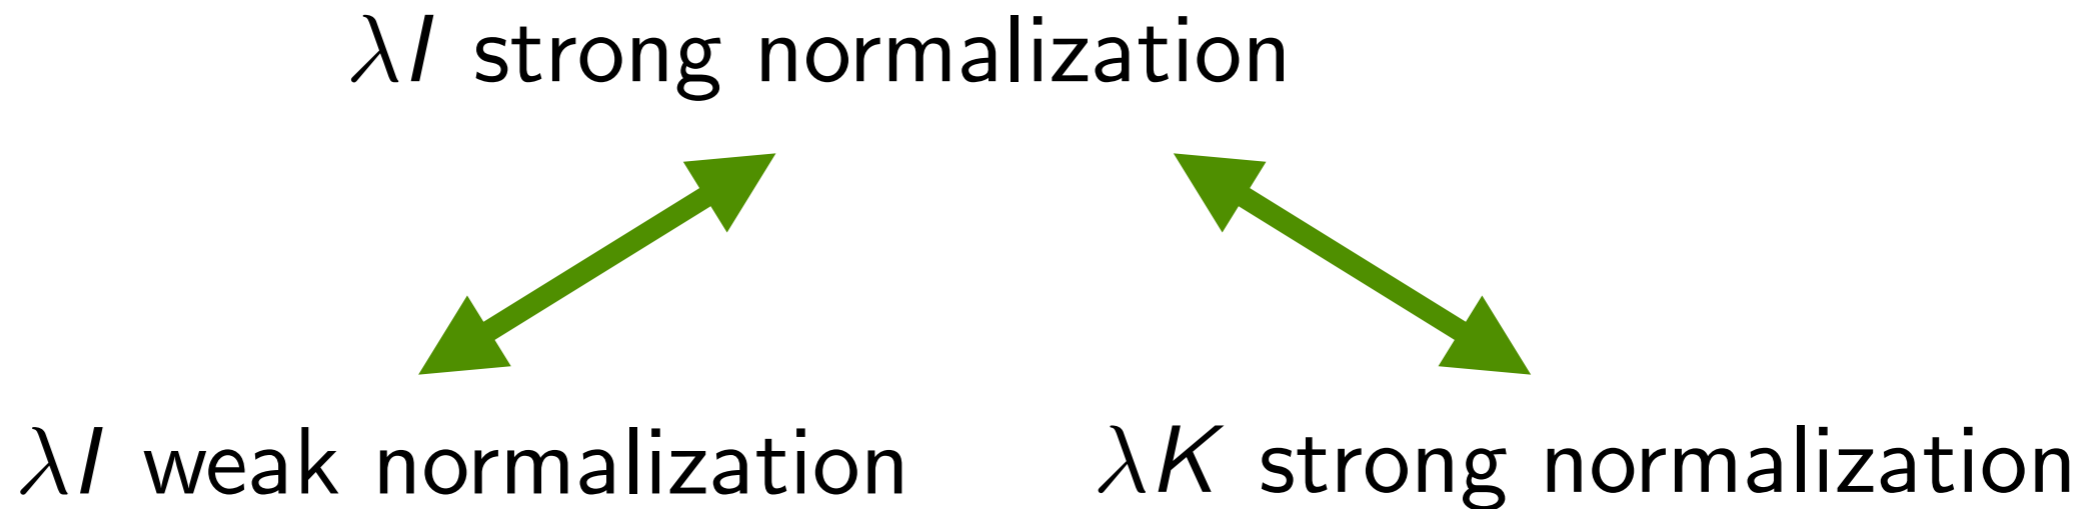 λI strong normalization
λI weak normalization
λK strong normalization